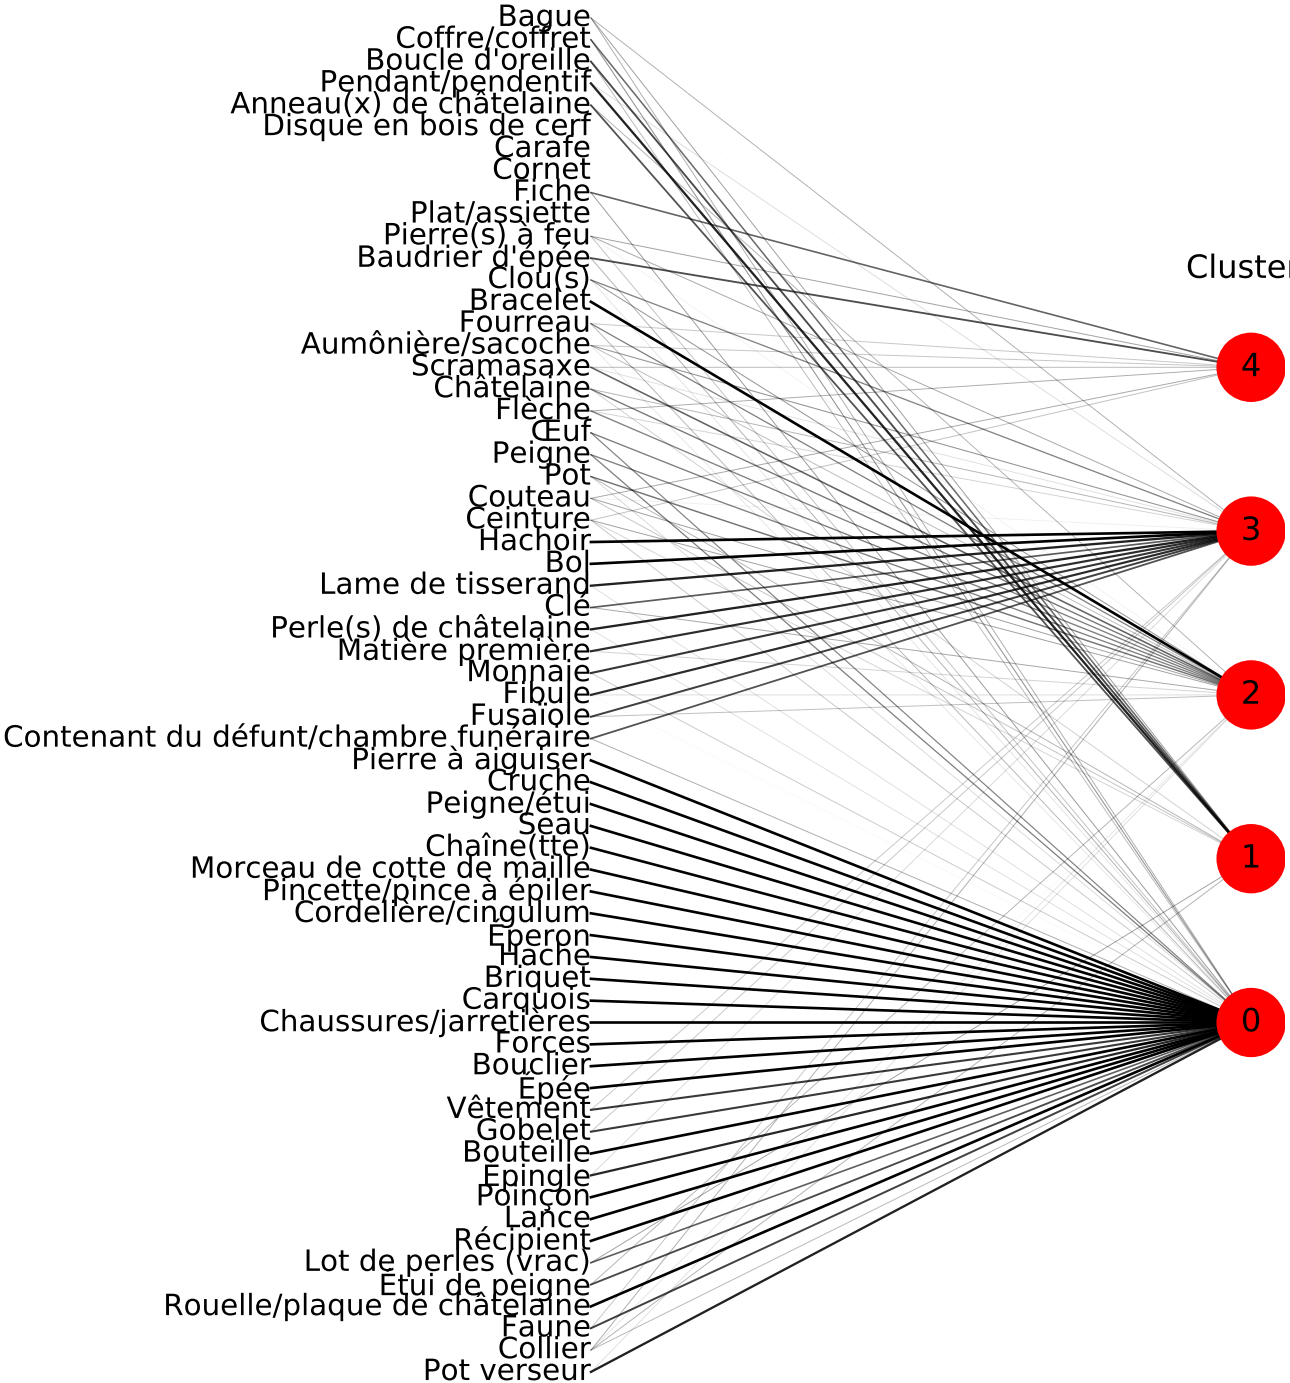 Bague
Coffre/coffret
Boucle d'oreille
Pendant/pendentif
Anneau(x) de châtelaine
Disque en bois de cerf
Carafe
Cornet
Fiche
Plat/assiette
Pierre(s) à feu
Baudrier d'épée
Clou(s)
Bracelet
Fourreau
Aumônière/sacoche
Scramasaxe
Châtelaine
Flèche
Œuf
Peigne
Pot
Couteau
Ceinture
Hachoir
Bol
Lame de tisserand
Clé
Perle(s) de châtelaine
Matière première
Monnaie
Fibule
Fusaïole
Contenant du défunt/chambre funéraire
Pierre à aiguiser
Cruche
Peigne/étui
Seau
Chaîne(tte)
Morceau de cotte de maille
Pincette/pince à épiler
Cordelière/cingulum
Éperon
Hache
Briquet
Carquois
Chaussures/jarretières
Forces
Bouclier
Épée
Vêtement
Gobelet
Bouteille
Épingle
Poinçon
Lance
Récipient
Lot de perles (vrac)
Étui de peigne
Rouelle/plaque de châtelaine
Faune
Collier
Pot verseur
Cluster
4
3
2
1
0